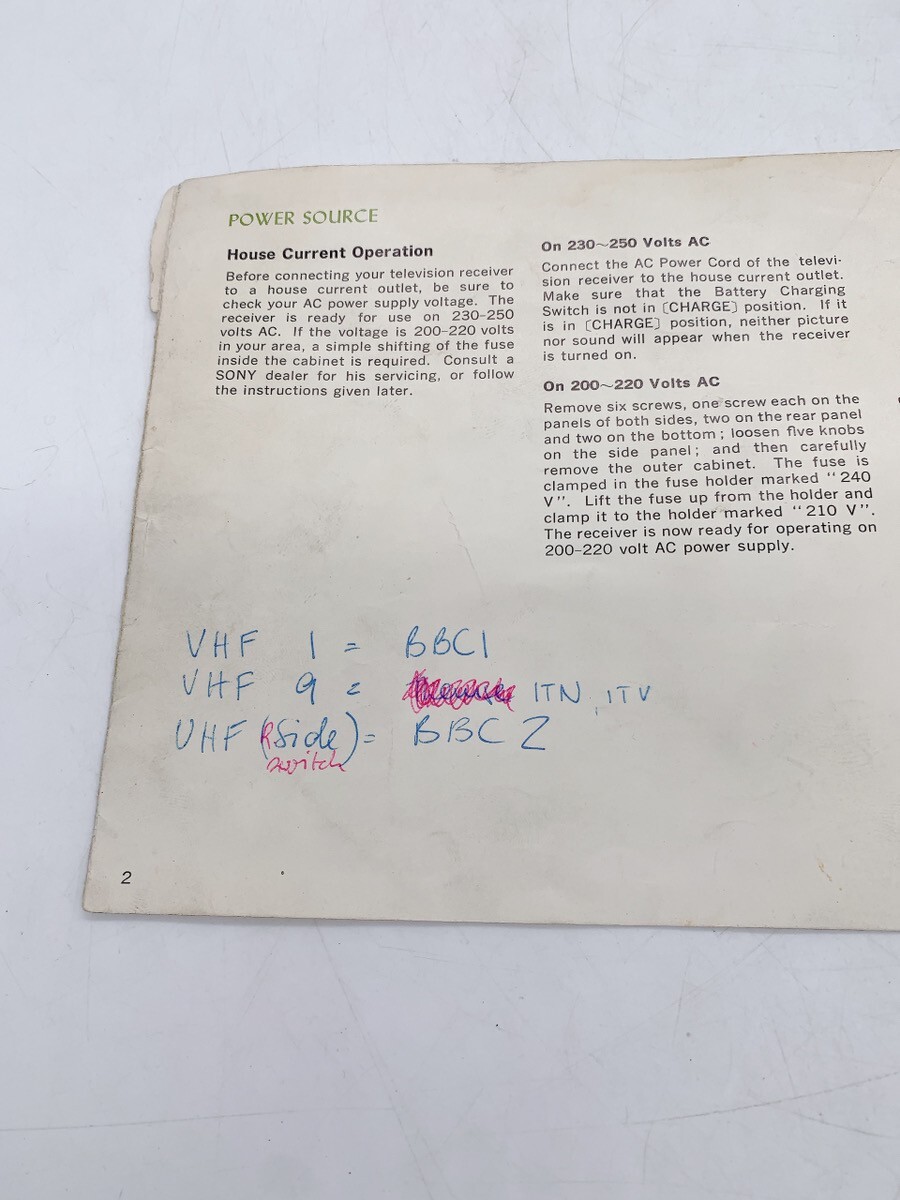 POWER SOURCE
House Current Operation
Before connecting your television receiver
to a house current outlet, be sure to
check your AC power supply voltage. The
receiver is ready for use on 230-250
volts AC. If the voltage is 200-220 volts
in your area, a simple shifting of the fuse
inside the cabinet is required. Consult a
SONY dealer for his servicing, or follow
the instructions given later.
On 230~250 Volts AC
Connect the AC Power Cord of the televi-
sion receiver to the house current outlet.
Make sure that the Battery Charging
Switch is not in [CHARGE] position. If it
is in [CHARGE] position, neither picture
nor sound will appear when the receiver
is turned on.
On 200~220 Volts AC
Remove six screws, one screw each on the
panels of both sides, two on the rear panel
and two on the bottom; loosen five knobs
on the side panel; and then carefully
remove the outer cabinet. The fuse is
clamped in the fuse holder marked "240
V". Lift the fuse up from the holder and
clamp it to the holder marked "210 V".
The receiver is now ready for operating on
200-220 volt AC power supply.
VHF 1 = BBC1
VHF 9 = ITN, ITV
UHF (R side) = BBC 2
switch
2